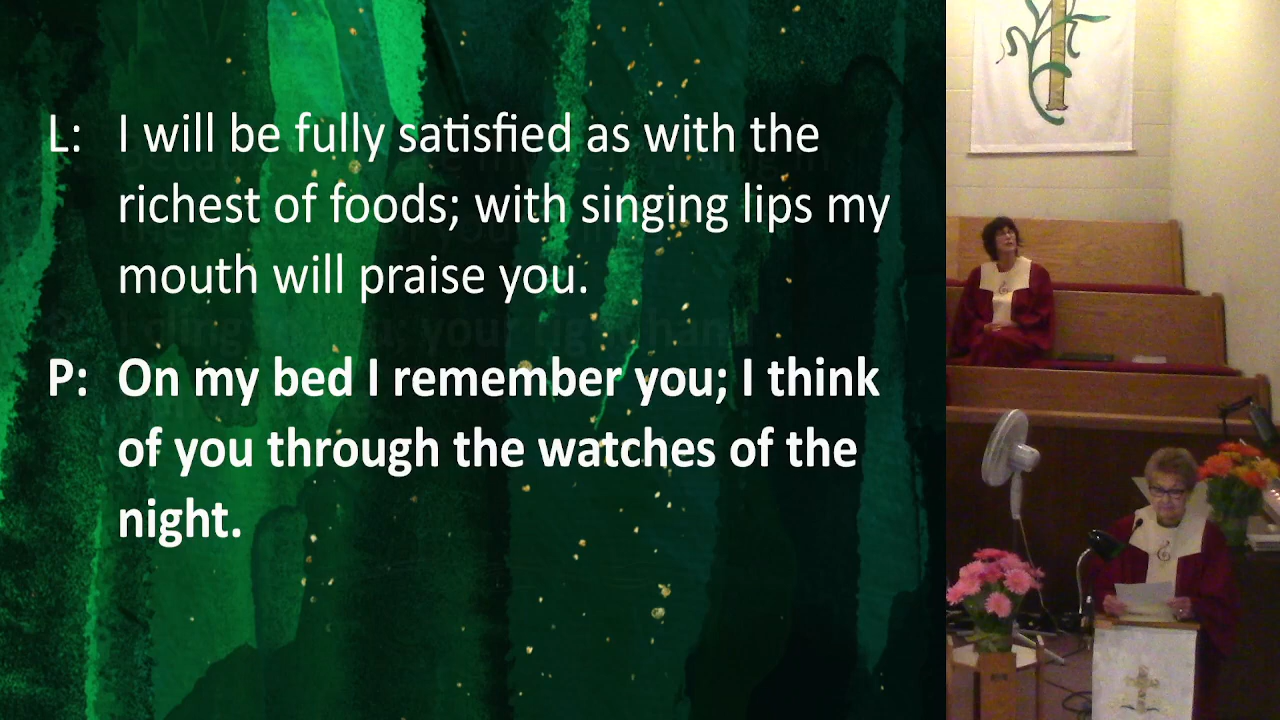 L: I will be fully satisfied as with the
richest of foods; with singing lips my
mouth will praise you.
P: On my bed I remember you; I think
of you through the watches of the
night.